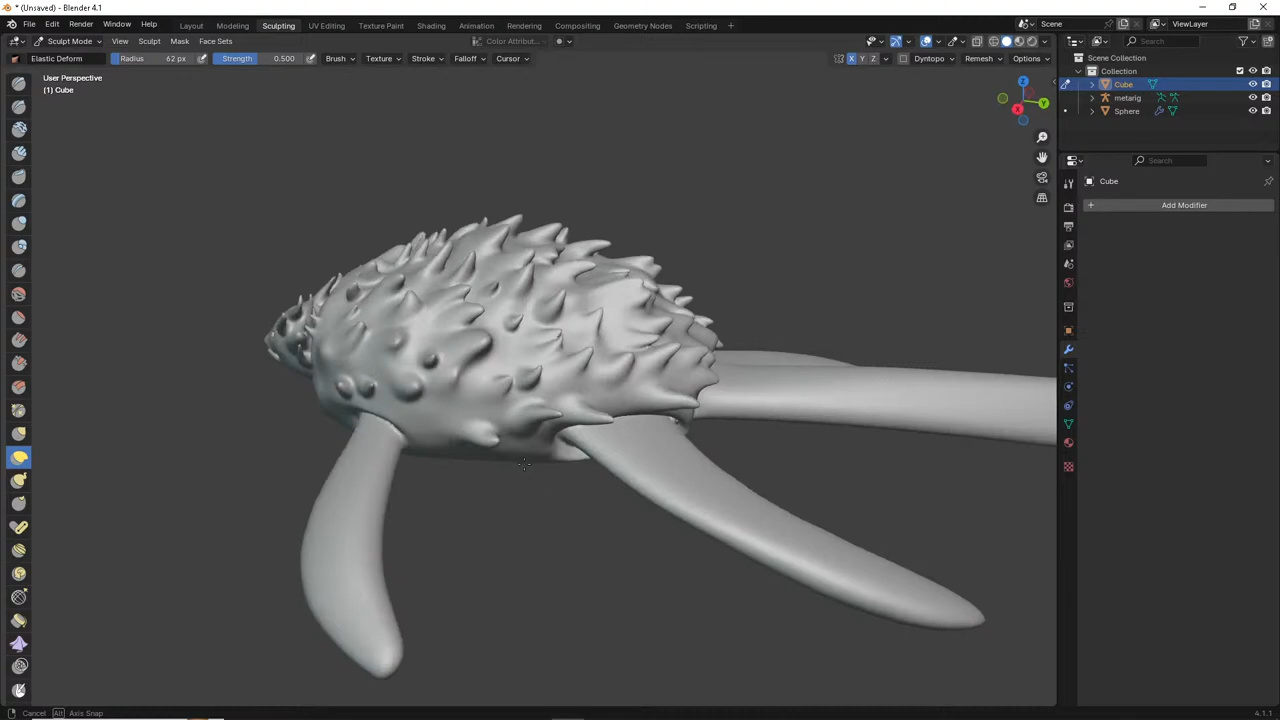 * (Unsaved) - Blender 4.1
File Edit Render Window Help Layout Modeling Sculpting UV Editing Texture Paint Shading Animation Rendering Compositing Geometry Nodes Scripting + Scene ViewLayer
Sculpt Mode View Sculpt Mask Face Sets Color Attribut... Search
Elastic Deform Radius 62 px Strength 0.500 Brush Texture Stroke Falloff Cursor X Y Z Dyntopo Remesh Options
Scene Collection
Collection
Cube
metarig
Sphere
User Perspective
(1) Cube
Z
Y
X
Search
Cube
+ Add Modifier
Cancel Alt Axis Snap
4.1.1